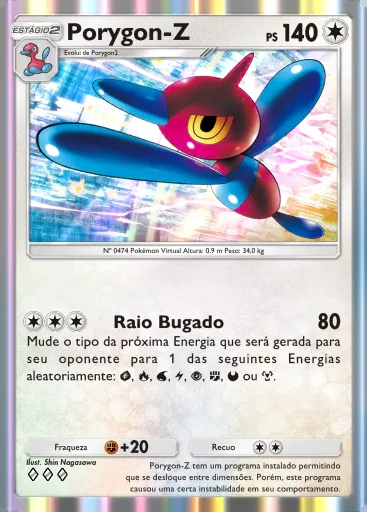 ESTÁGIO 2
Porygon-Z
PS 140
Evolui de Porygon2
Nº 0474 Pokémon Virtual Altura: 0,9 m Peso: 34,0 kg
Raio Bugado 80
Mude o tipo da próxima Energia que será gerada para
seu oponente para 1 das seguintes Energias
aleatoriamente: , , , , , , ou .
Fraqueza +20
Recuo
Ilust. Shin Nagasawa
Porygon-Z tem um programa instalado permitindo
que se desloque entre dimensões. Porém, este programa
causou uma certa instabilidade em seu comportamento.